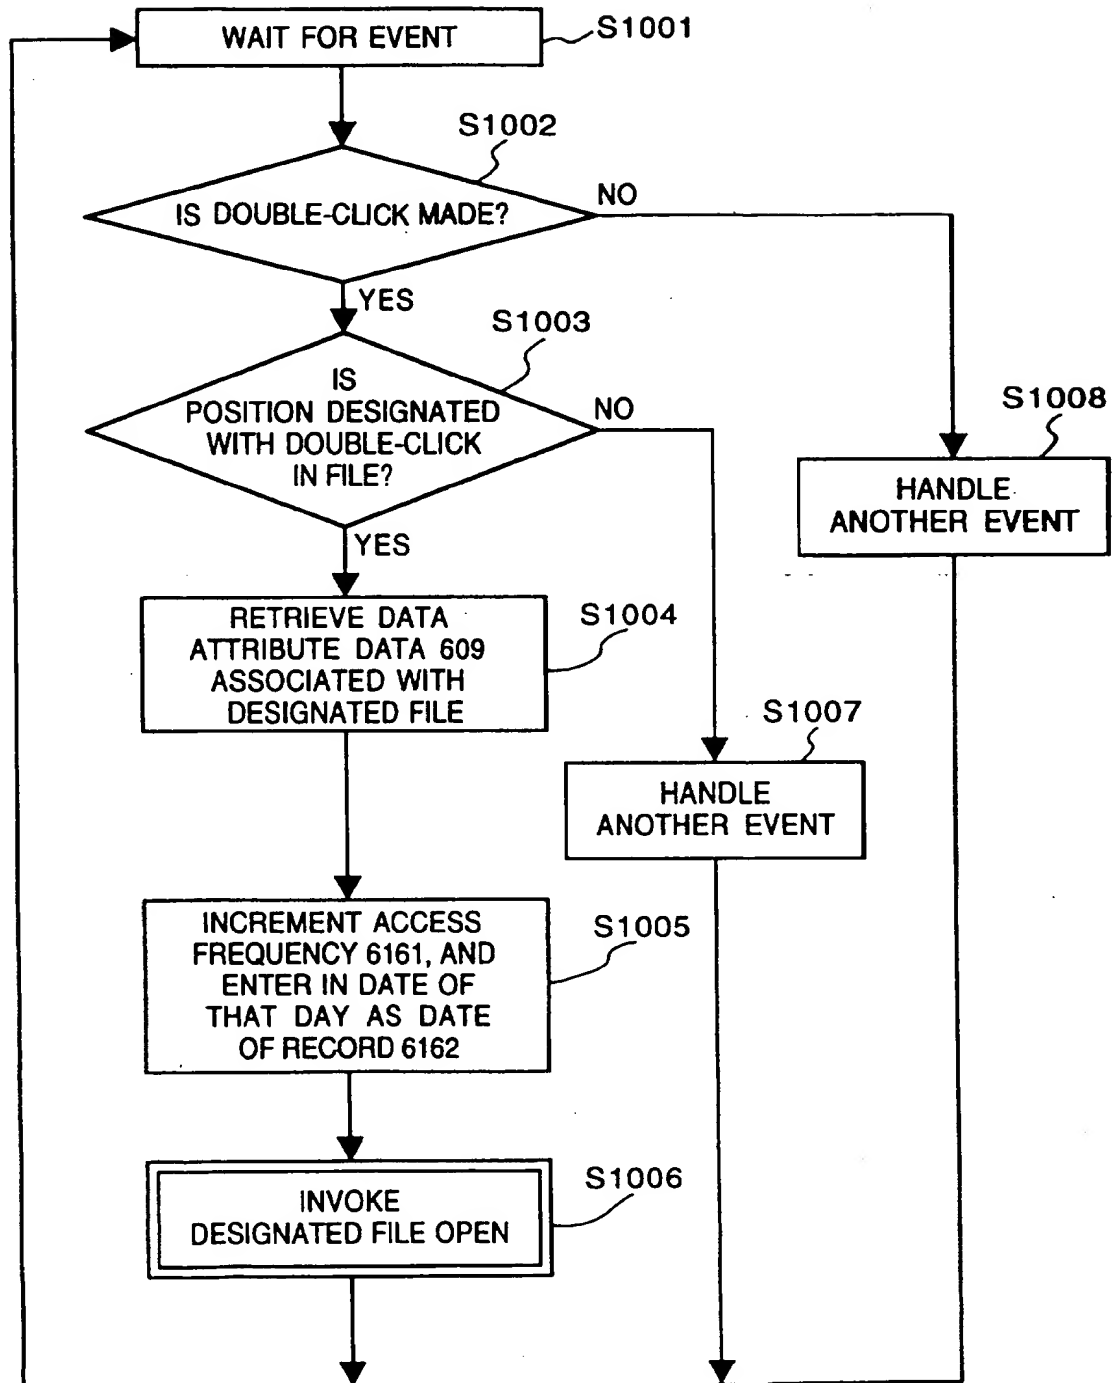 WAIT FOR EVENT
S1001
S1002
IS DOUBLE-CLICK MADE?
NO
YES
S1003
IS
POSITION DESIGNATED
WITH DOUBLE-CLICK
IN FILE?
NO
YES
S1008
HANDLE
ANOTHER EVENT
RETRIEVE DATA
ATTRIBUTE DATA 609
ASSOCIATED WITH
DESIGNATED FILE
S1004
S1007
HANDLE
ANOTHER EVENT
INCREMENT ACCESS
FREQUENCY 6161, AND
ENTER IN DATE OF
THAT DAY AS DATE
OF RECORD 6162
S1005
INVOKE
DESIGNATED FILE OPEN
S1006